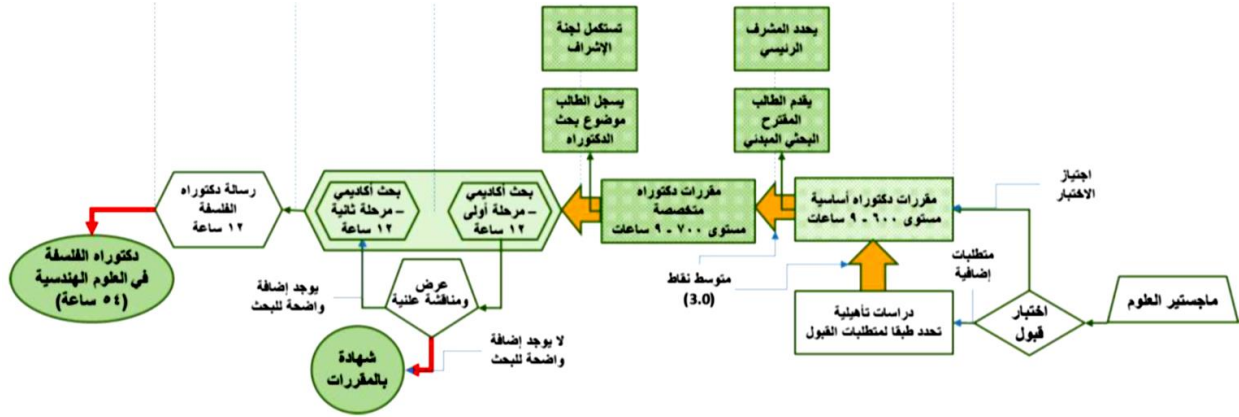 تستكمل لجنة
الإشراف
يحدد المشرف
الرئيسي
يسجل الطالب
موضوع بحث
الدكتوراه
يقدم الطالب
المقترح
البحثي المبدئي
ماجستير العلوم
اختبار
قبول
اجتياز
الاختبار
متطلبات
إضافية
دراسات تأهيلية
تحدد طبقا لمتطلبات القبول
مقررات دكتوراه أساسية
مستوى ٦٠٠ - ٩ ساعات
متوسط نقاط
(3.0)
مقررات دكتوراه
متخصصة
مستوى ٧٠٠ - ٩ ساعات
بحث أكاديمي
– مرحلة أولى
١٢ ساعة
عرض
ومناقشة علنية
يوجد إضافة
واضحة للبحث
لا يوجد إضافة
واضحة للبحث
شهادة
بالمقررات
بحث أكاديمي
– مرحلة ثانية
١٢ ساعة
رسالة دكتوراه
الفلسفة
١٢ ساعة
دكتوراه الفلسفة
في العلوم الهندسية
(٥٤ ساعة)